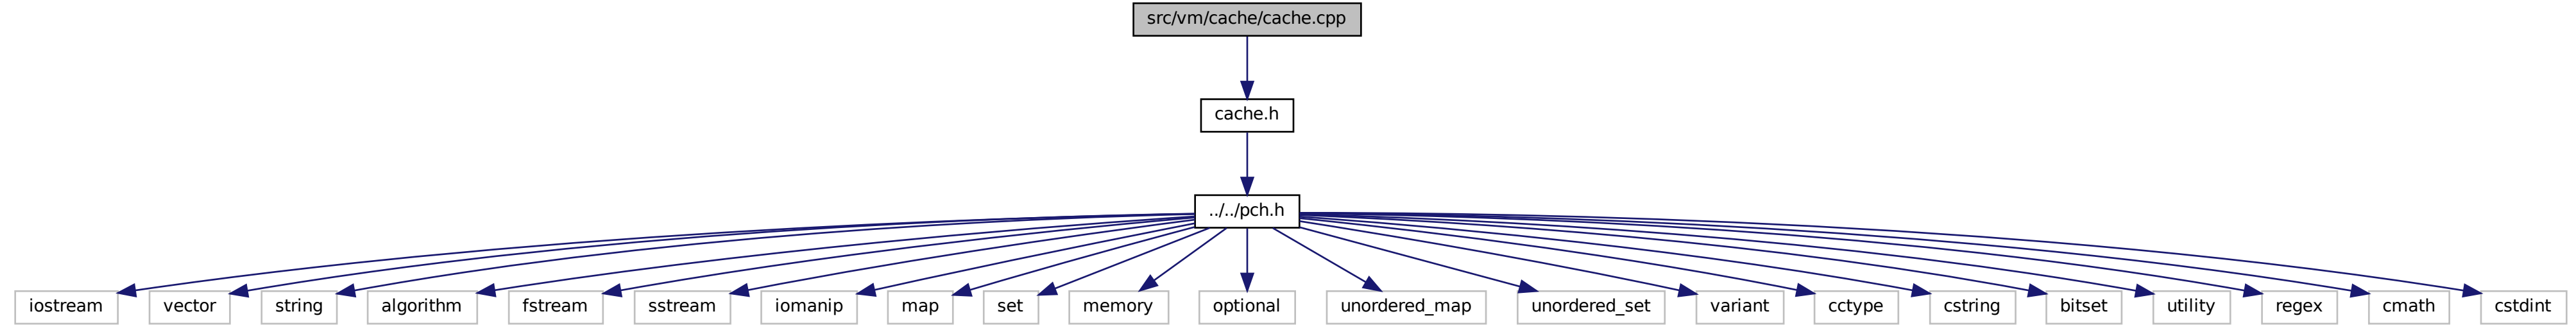 src/vm/cache/cache.cpp
cache.h
../../pch.h
iostream
vector
string
algorithm
fstream
sstream
iomanip
map
set
memory
optional
unordered_map
unordered_set
variant
cctype
cstring
bitset
utility
regex
cmath
cstdint